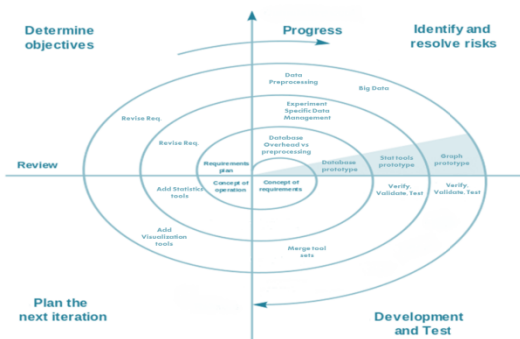 Determine
objectives
Progress
Identify and
resolve risks
Data
Preprocessing
Big Data
Experiment
Specific Data
Management
Revise Req.
Revise Req.
Database
Overhead vs
preprocessing
Review
Requirements
plan
Database
prototype
Stat tools
prototype
Graph
prototype
Concept of
operation
Concept of
requirements
Add Statistics
tools
Verify,
Validate, Test
Verify,
Validate, Test
Add
Visualization
tools
Merge tool
sets
Plan the
next iteration
Development
and Test